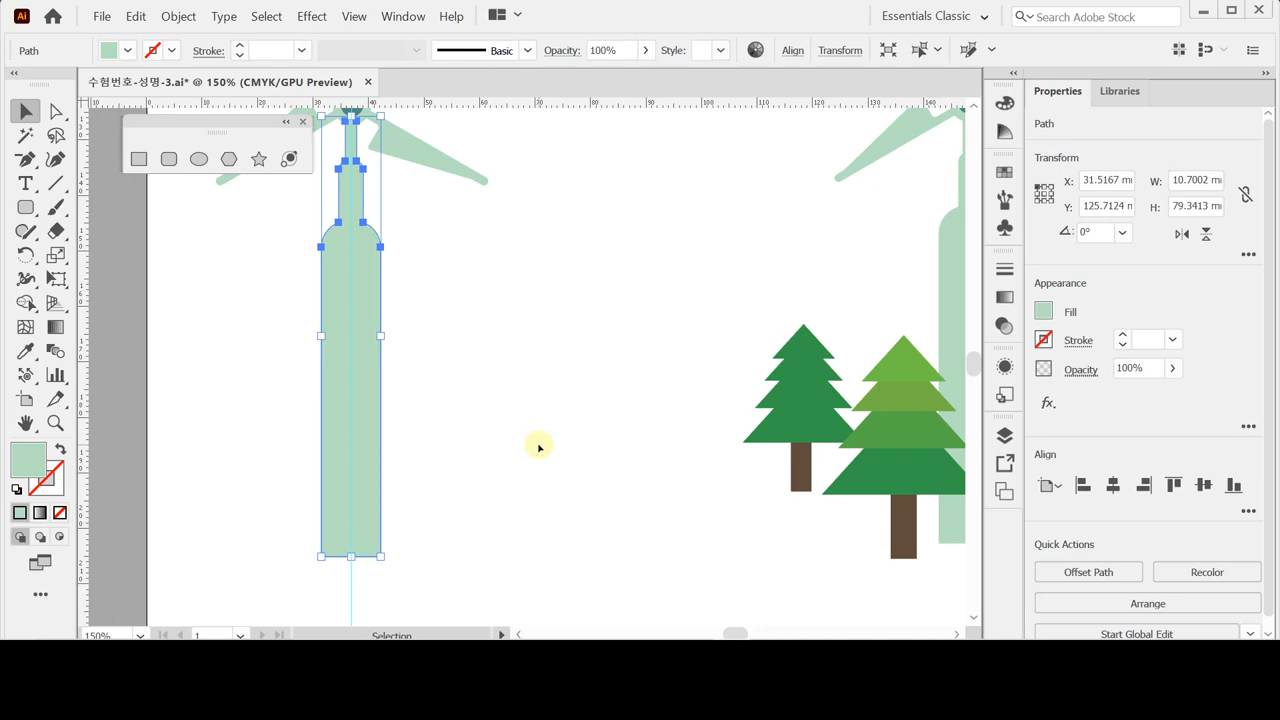 Ai File Edit Object Type Select Effect View Window Help Essentials Classic Search Adobe Stock
Path Stroke: Basic Opacity: 100% Style: Align Transform
수험번호-성명-3.ai* @ 150% (CMYK/GPU Preview)
Properties Libraries
Path
Transform
X: 31.5167 m W: 10.7002 m
Y: 125.7124 m H: 79.3413 m
0°
Appearance
Fill
Stroke
Opacity 100%
fx.
Align
Quick Actions
Offset Path Recolor
Arrange
Start Global Edit
150% 1 Selection